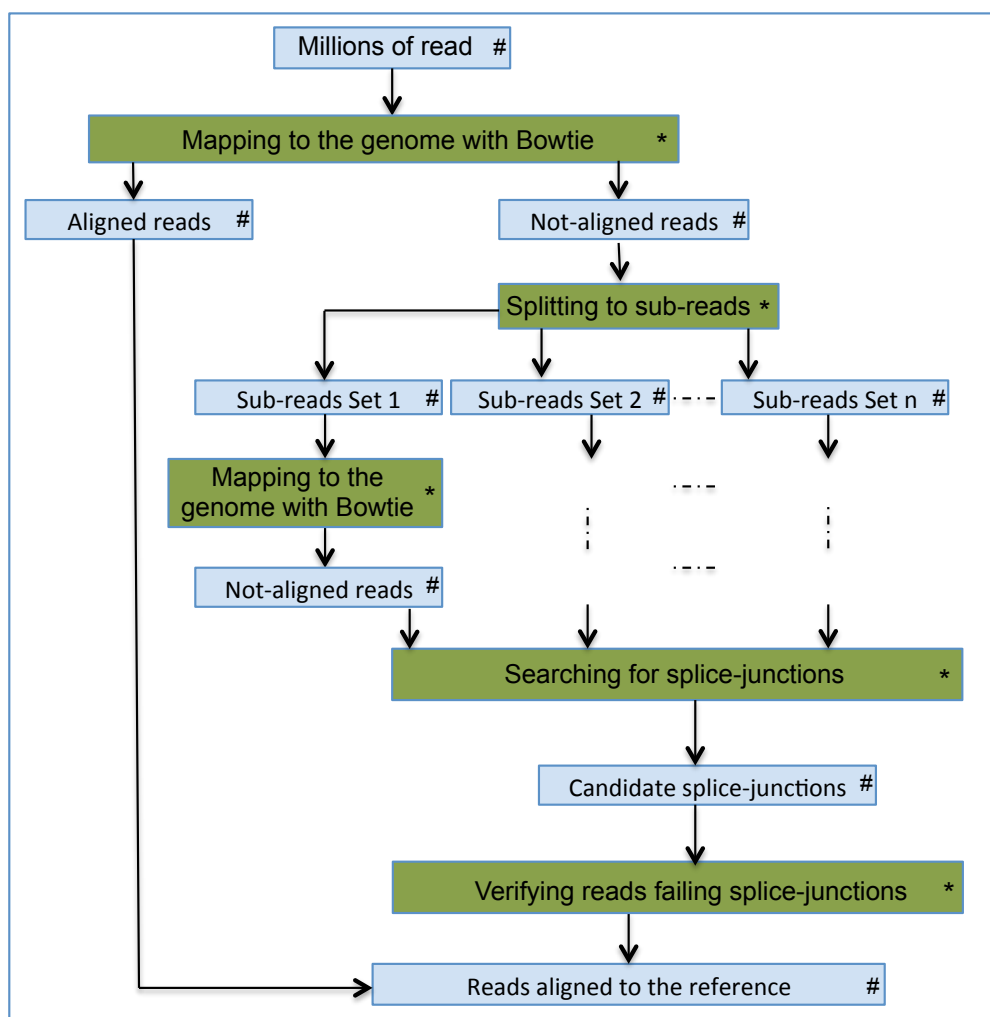 Millions of read #
Mapping to the genome with Bowtie *
Aligned reads #
Not-aligned reads #
Splitting to sub-reads *
Sub-reads Set 1 #
Sub-reads Set 2 #
Sub-reads Set n #
Mapping to the
genome with Bowtie *
Not-aligned reads #
Searching for splice-junctions *
Candidate splice-junctions #
Verifying reads failing splice-junctions *
Reads aligned to the reference #